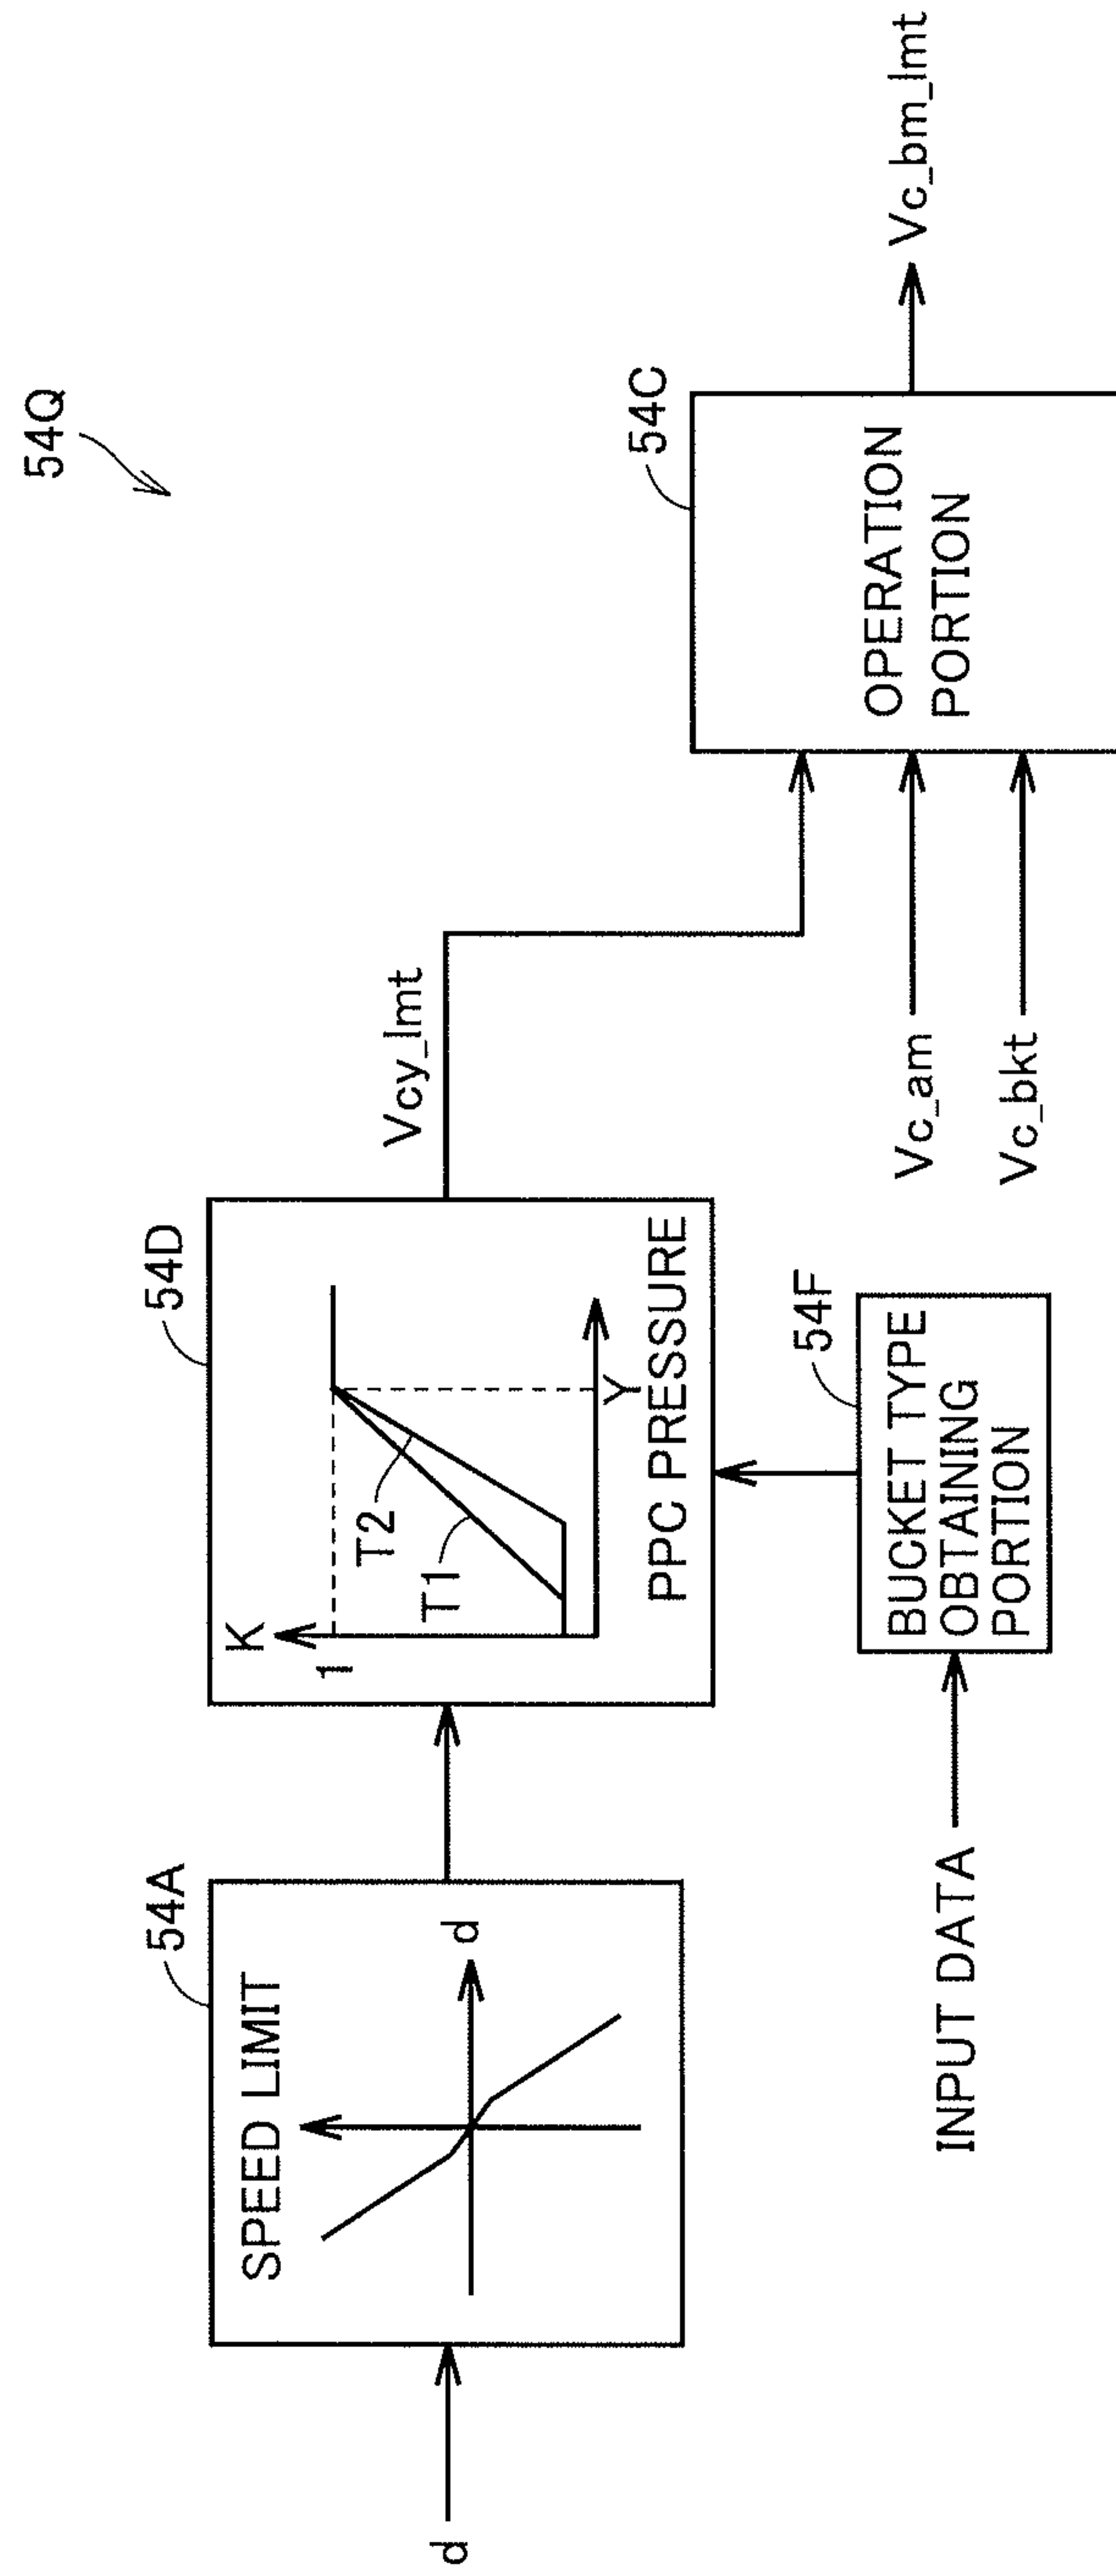 54Q
54A
SPEED LIMIT
d
d
54D
K
1
T1
T2
Y
PPC PRESSURE
Vcy_lmt
54F
BUCKET TYPE
OBTAINING
PORTION
INPUT DATA
54C
OPERATION
PORTION
Vc_am
Vc_bkt
Vc_bm_lmt